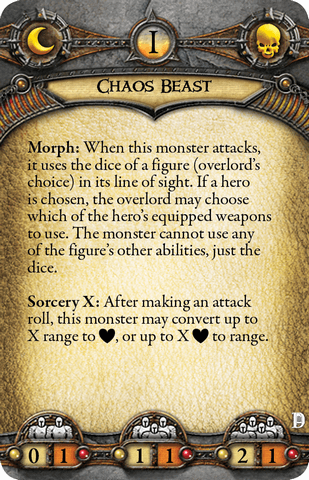 I
CHAOS BEAST
Morph: When this monster attacks,
it uses the dice of a figure (overlord's
choice) in its line of sight. If a hero
is chosen, the overlord may choose
which of the hero's equipped weapons
to use. The monster cannot use any
of the figure's other abilities, just the
dice.
Sorcery X: After making an attack
roll, this monster may convert up to
X range to ♥, or up to X ♥ to range.
D
0 1 1 1 2 1